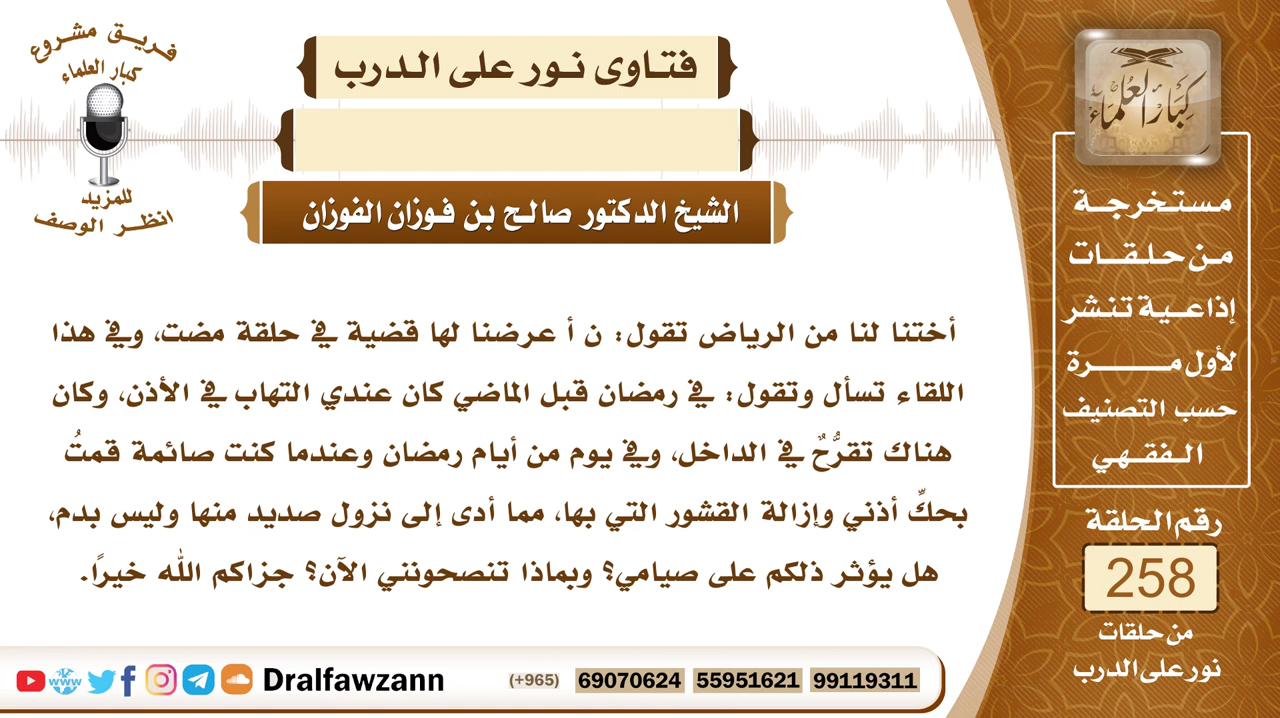 فريق مشروع
كبار العلماء
للمزيد
انظر الوصف
فتاوى نور على الدرب
الشيخ الدكتور صالح بن فوزان الفوزان
أختنا لنا من الرياض تقول: ن أ عرضنا لها قضية في حلقة مضت، وفي هذا
اللقاء تسأل وتقول: في رمضان قبل الماضي كان عندي التهاب في الأذن، وكان
هناك تقرُّحٌ في الداخل، وفي يوم من أيام رمضان وعندما كنت صائمة قمتُ
بحكِّ أذني وإزالة القشور التي بها، مما أدى إلى نزول صديد منها وليس بدم،
هل يؤثر ذلكم على صيامي؟ وبماذا تنصحونني الآن؟ جزاكم الله خيرًا.
كبار العلماء
مستخرجة
من حلقات
إذاعية تنشر
لأول مرة
حسب التصنيف
الفقهي
رقم الحلقة
258
من حلقات
نور على الدرب
www Dralfawzann (+965) 69070624 55951621 99119311